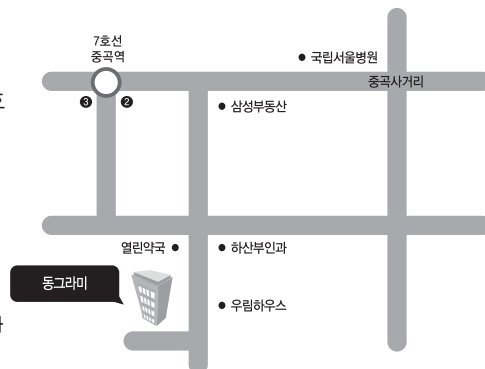 7호선
중곡역
● 국립서울병원
중곡사거리
❸ ❷
● 삼성부동산
열린약국 ●
● 하산부인과
동그라미
● 우림하우스